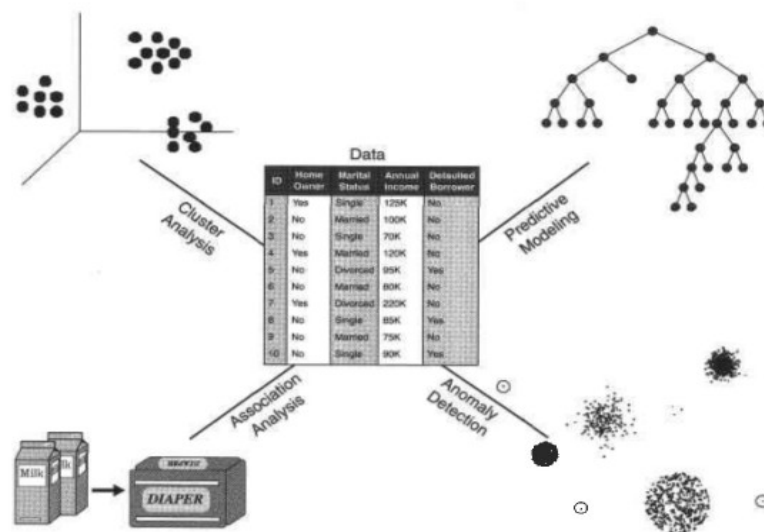 Data
ID Home Owner Marital Status Annual Income Defaulted Borrower
1 Yes Single 125K No
2 No Married 100K No
3 No Single 70K No
4 Yes Married 120K No
5 No Divorced 95K Yes
6 No Married 60K No
7 Yes Divorced 220K No
8 No Single 85K Yes
9 No Married 75K No
10 No Single 90K Yes
Cluster
Analysis
Predictive
Modeling
Association
Analysis
Anomaly
Detection
Milk
lk
DIAPER
DIAPER